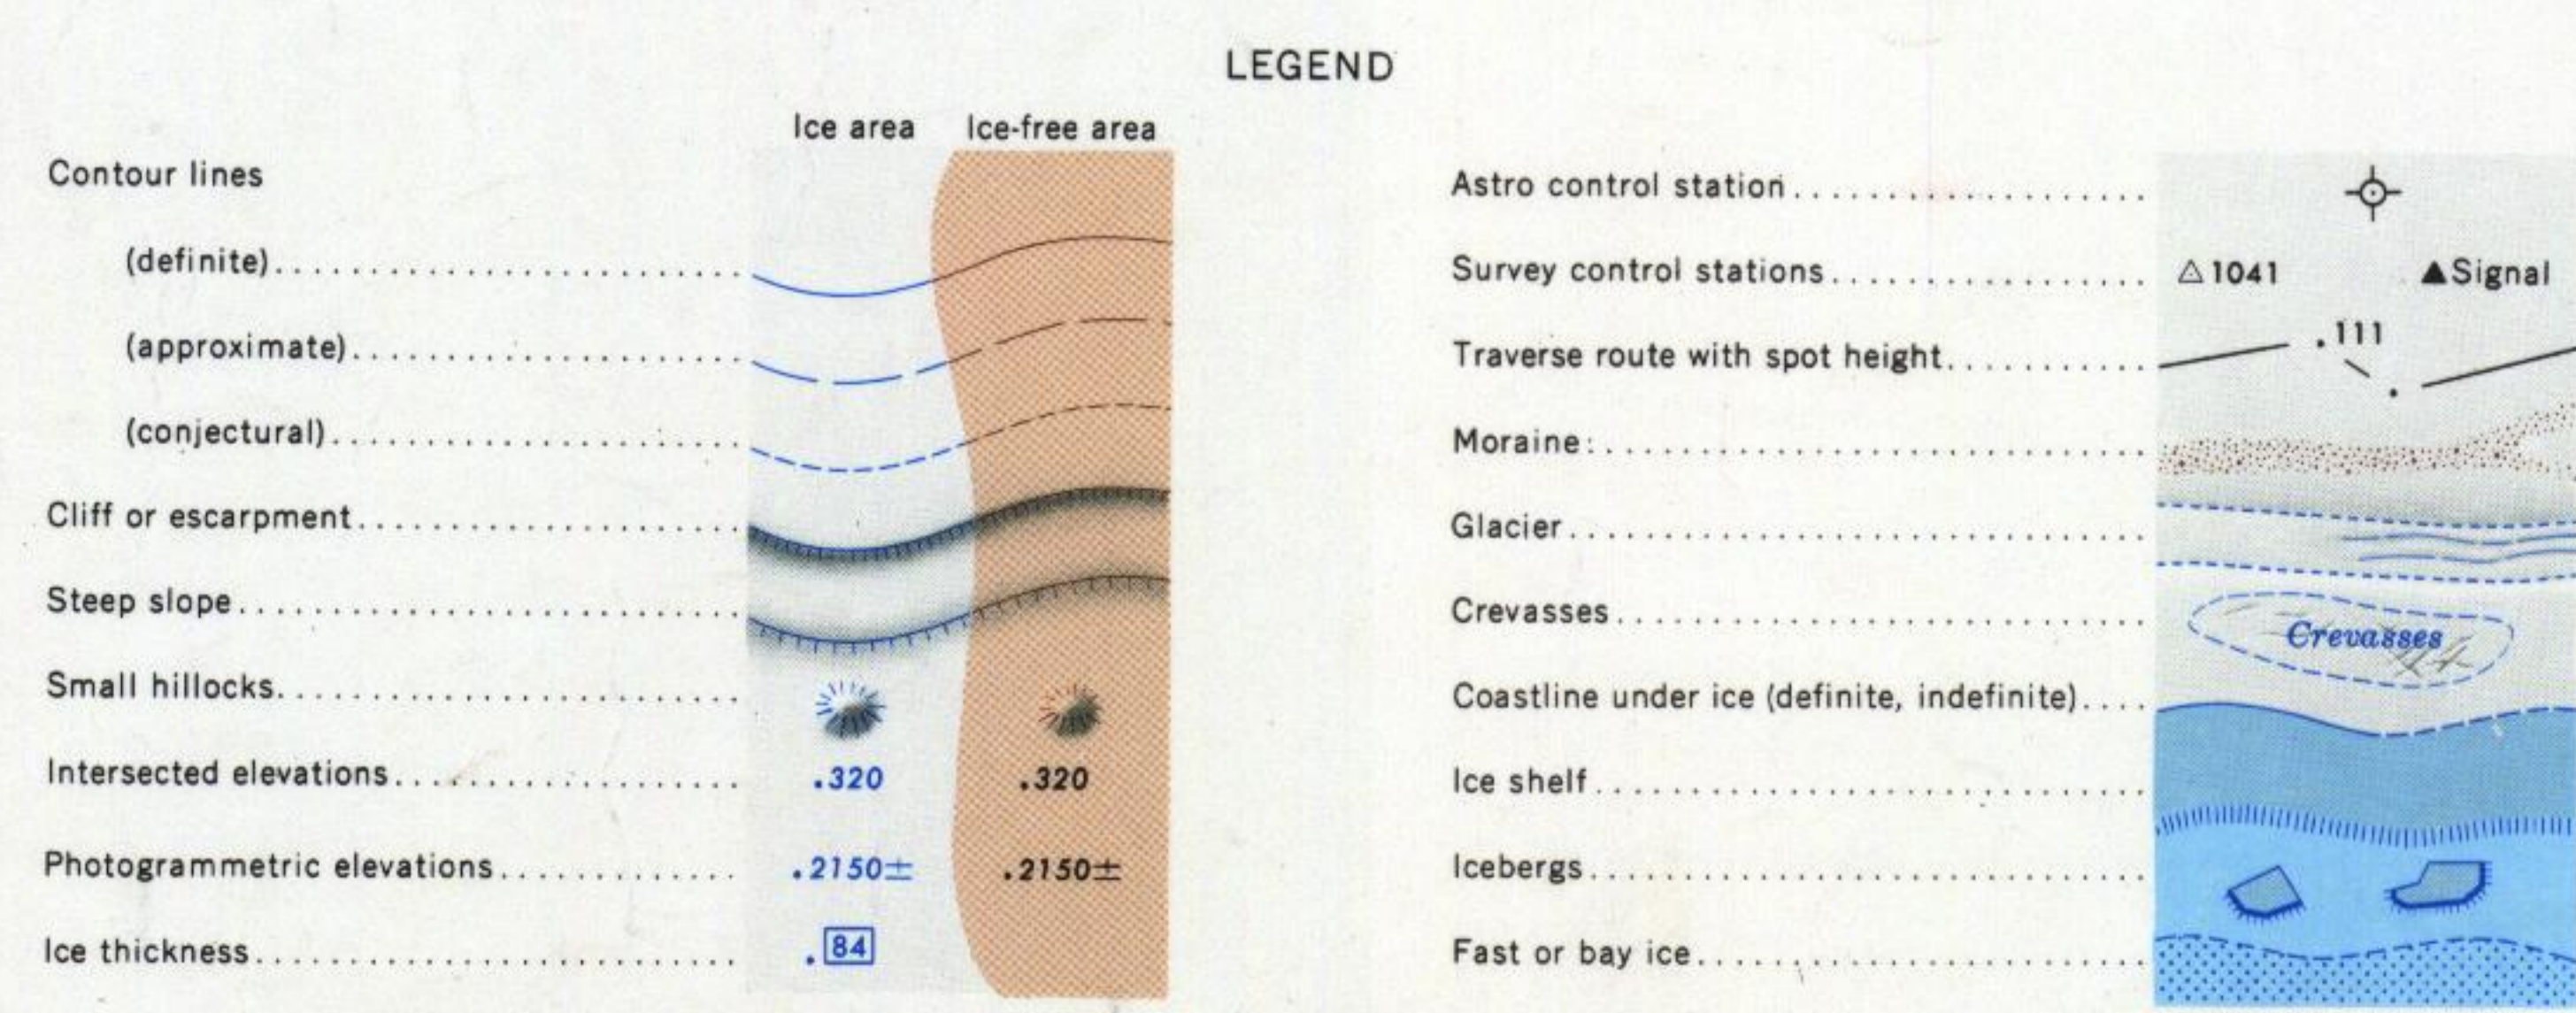 LEGEND
Ice area Ice-free area
Contour lines
(definite)
(approximate)
(conjectural)
Cliff or escarpment
Steep slope
Small hillocks
Intersected elevations .320 .320
Photogrammetric elevations .2150± .2150±
Ice thickness . 84
Astro control station
Survey control stations 1041 Signal
Traverse route with spot height .111
Moraine:
Glacier
Crevasses Crevasses
Coastline under ice (definite, indefinite)
Ice shelf
Icebergs
Fast or bay ice